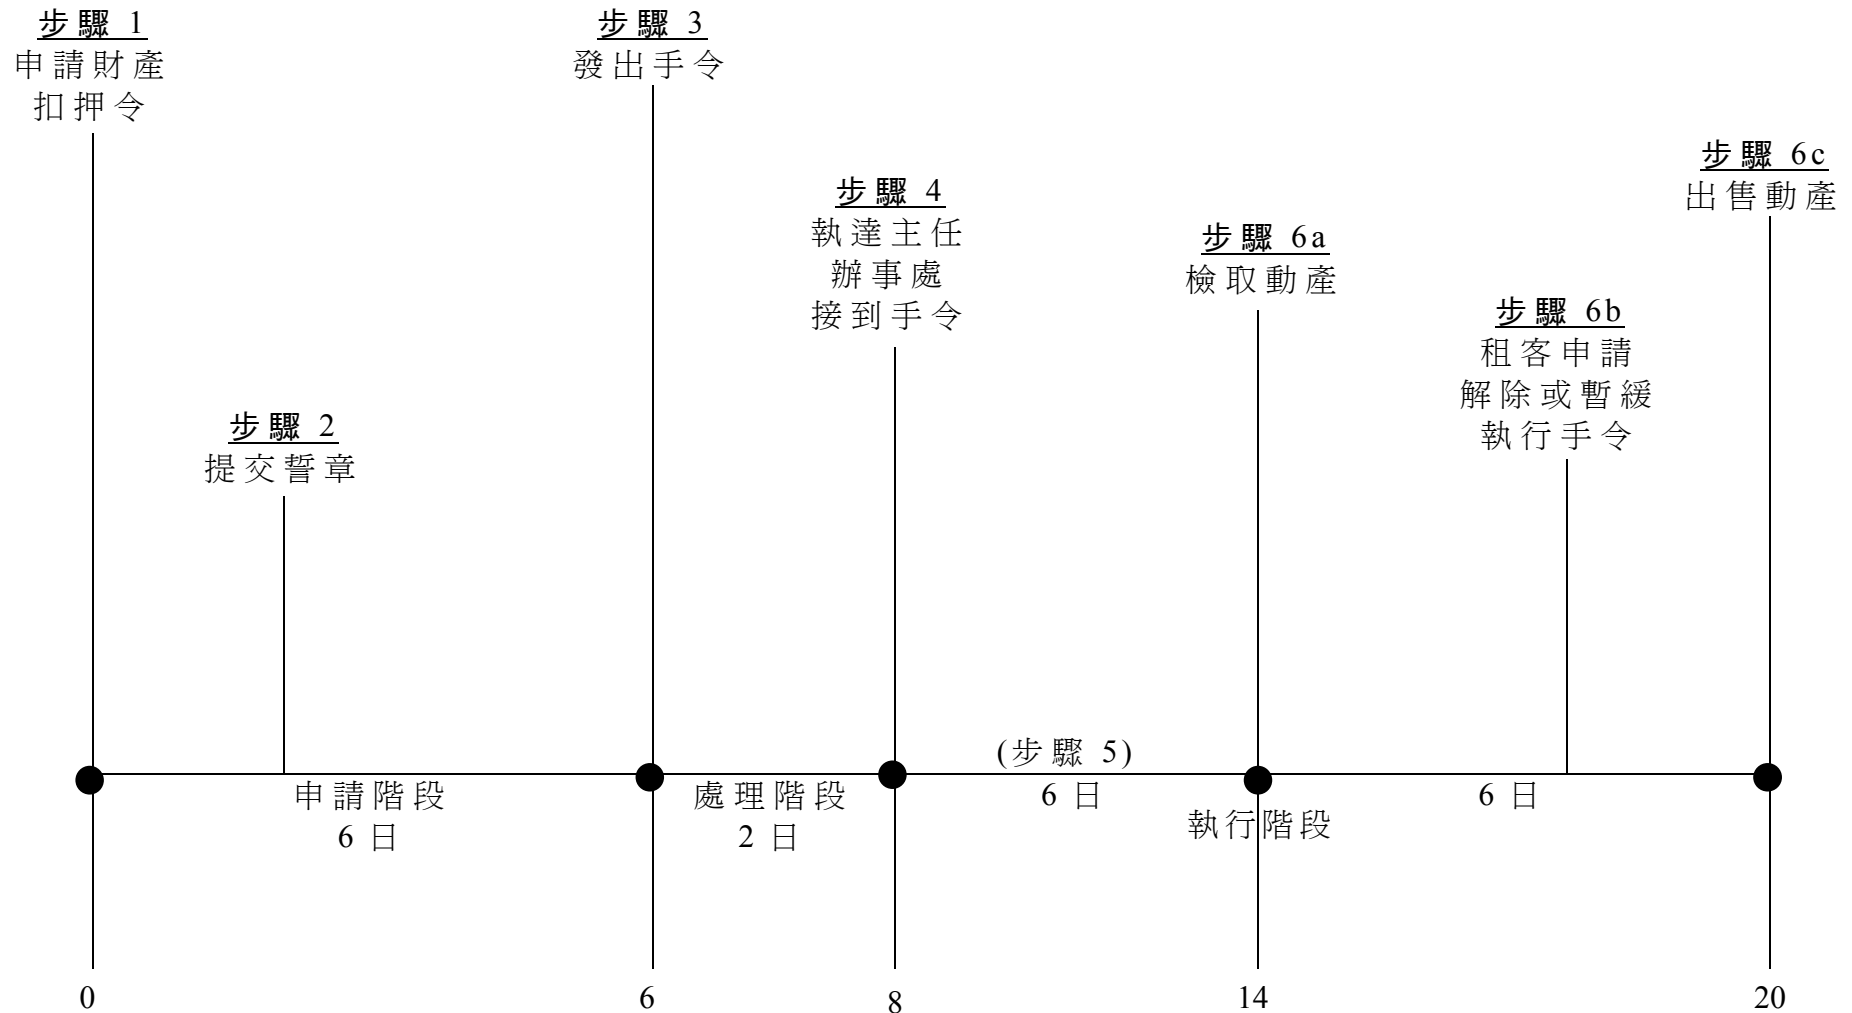 步驟 1
申請財產
扣押令
步驟 2
提交誓章
步驟 3
發出手令
步驟 4
執達主任
辦事處
接到手令
步驟 6a
檢取動產
步驟 6b
租客申請
解除或暫緩
執行手令
步驟 6c
出售動產
申請階段
6 日
處理階段
2 日
(步驟 5)
6 日
執行階段
6 日
0
6
8
14
20